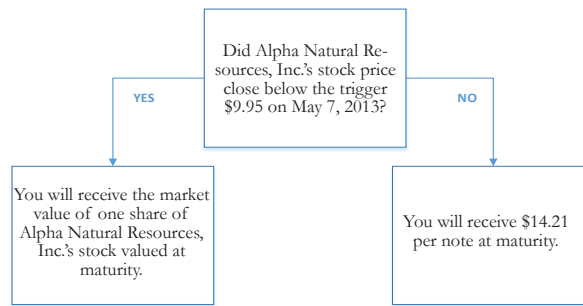 Did Alpha Natural Re-
sources, Inc.'s stock price
close below the trigger
$9.95 on May 7, 2013?
YES
NO
You will receive the market
value of one share of
Alpha Natural Resources,
Inc.'s stock valued at
maturity.
You will receive $14.21
per note at maturity.